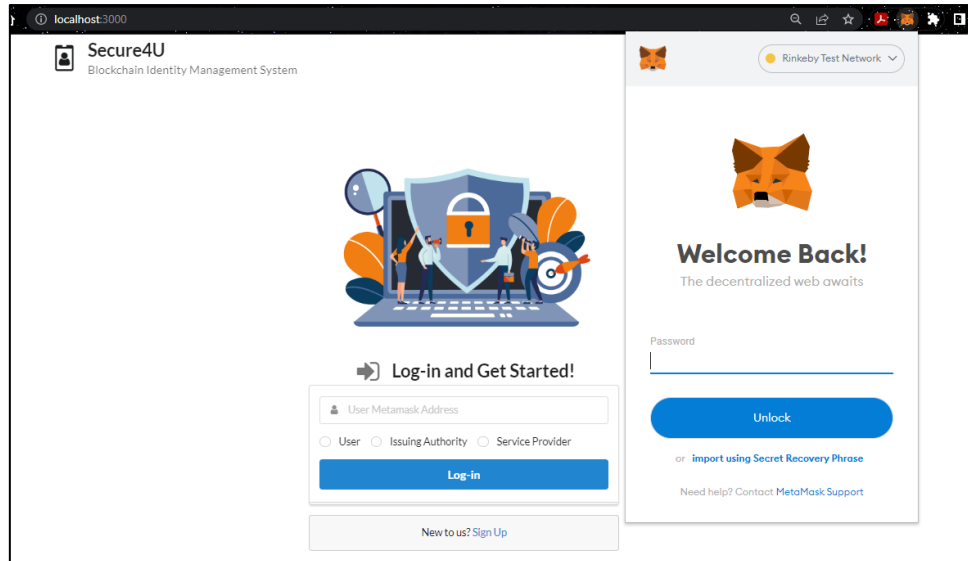 localhost:3000
Secure4U
Blockchain Identity Management System
Log-in and Get Started!
User Metamask Address
User Issuing Authority Service Provider
Log-in
New to us? Sign Up
Rinkeby Test Network
Welcome Back!
The decentralized web awaits
Password
Unlock
or import using Secret Recovery Phrase
Need help? Contact MetaMask Support